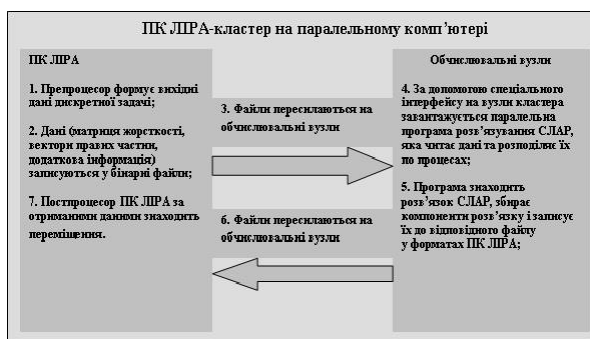 ПК ЛІРА-кластер на паралельному комп'ютері
ПК ЛІРА
1. Препроцесор формує вихідні
дані дискретної задачі;
2. Дані (матриця жорсткості,
вектори правих частин,
додаткова інформація)
записуються у бінарні файли;
7. Постпроцесор ПК ЛІРА за
отриманими даними знаходить
переміщення.
3. Файли пересилаються на
обчислювальні вузли
6. Файли пересилаються на
обчислювальні вузли
Обчислювальні вузли
4. За допомогою спеціального
інтерфейсу на вузли кластера
завантажується паралельна
програма розв'язування СЛАР,
яка читає дані та розподіляє їх
по процесах;
5. Програма знаходить
розв'язок СЛАР, збирає
компоненти розв'язку і записує
їх до відповідного файлу
у форматах ПК ЛІРА;